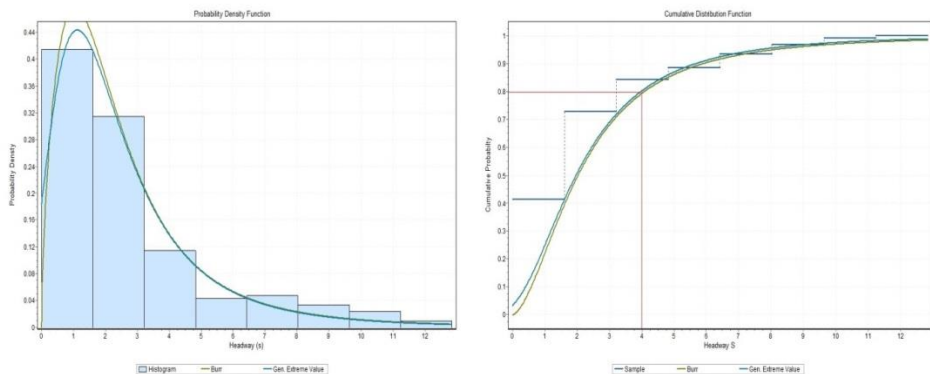 Probability Density Function
0.44
0.4
0.36
0.32
0.28
0.24
0.2
0.16
0.12
0.08
0.04
0
Probability Density
0 1 2 3 4 5 6 7 8 9 10 11 12
Headway (s)
Histogram Burr Gen. Extreme Value
Cumulative Distribution Function
1
0.9
0.8
0.7
0.6
0.5
0.4
0.3
0.2
0.1
0
Cumulative Probability
0 1 2 3 4 5 6 7 8 9 10 11 12
Headway S
Sample Burr Gen. Extreme Value